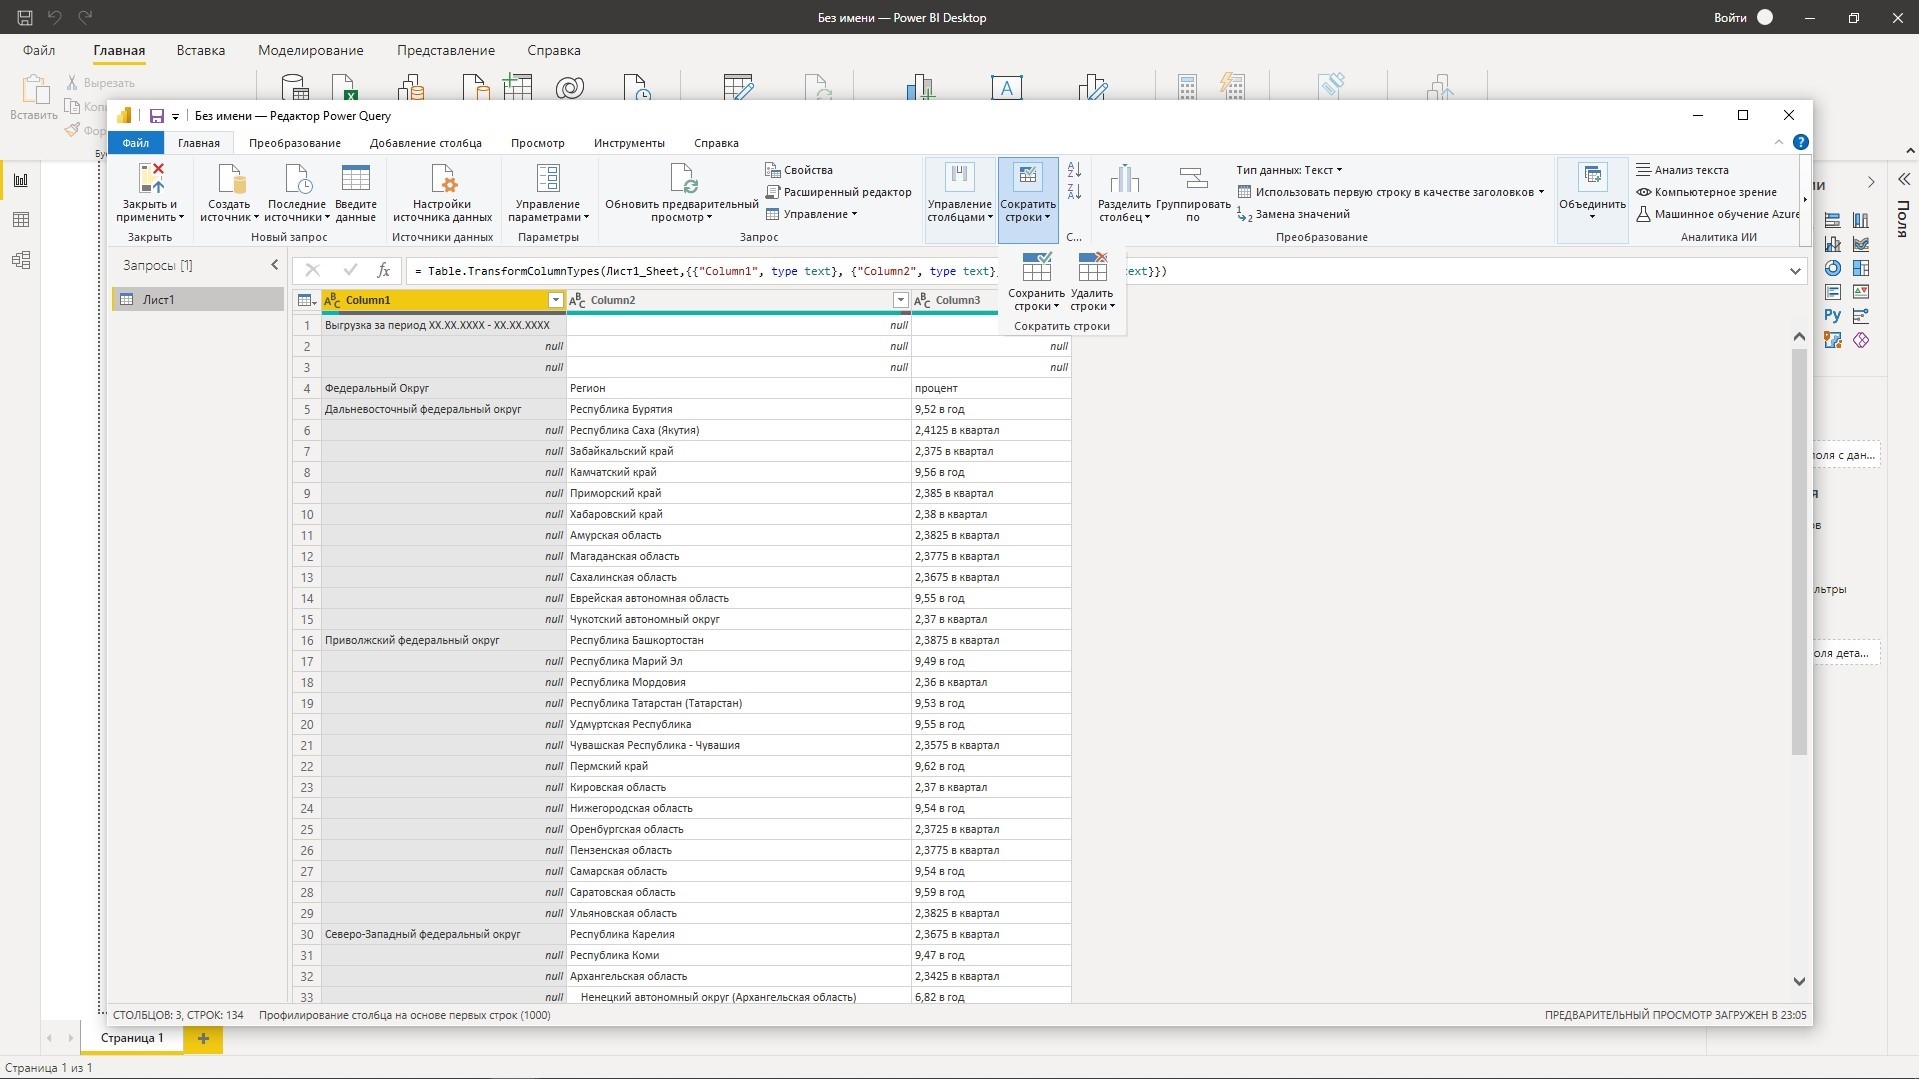 Без имени — Power BI Desktop
Войти
Файл Главная Вставка Моделирование Представление Справка
Вставить
Вырезать
Без имени — Редактор Power Query
Файл Главная Преобразование Добавление столбца Просмотр Инструменты Справка
Закрыть и применить
Закрыть
Создать источник
Последние источники
Введите данные
Новый запрос
Настройки источника данных
Источники данных
Управление параметрами
Параметры
Обновить предварительный просмотр
Свойства
Расширенный редактор
Управление
Запрос
Управление столбцами
Сократить строки
С...
Разделить столбец
Группировать по
Тип данных: Текст
Использовать первую строку в качестве заголовков
Замена значений
Преобразование
Объединить
Анализ текста
Компьютерное зрение
Машинное обучение Azure
Аналитика ИИ
Поля
Запросы [1]
Лист1
= Table.TransformColumnTypes(Лист1_Sheet,{{"Column1", type text}, {"Column2", type text}
text}})
Сохранить строки
Удалить строки
Сократить строки
Column1 Column2 Column3
1 Выгрузка за период XX.XX.XXXX - XX.XX.XXXX null
2 null null null
3 null null null
4 Федеральный Округ Регион процент
5 Дальневосточный федеральный округ Республика Бурятия 9,52 в год
6 null Республика Саха (Якутия) 2,4125 в квартал
7 null Забайкальский край 2,375 в квартал
8 null Камчатский край 9,56 в год
9 null Приморский край 2,385 в квартал
10 null Хабаровский край 2,38 в квартал
11 null Амурская область 2,3825 в квартал
12 null Магаданская область 2,3775 в квартал
13 null Сахалинская область 2,3675 в квартал
14 null Еврейская автономная область 9,55 в год
15 null Чукотский автономный округ 2,37 в квартал
16 Приволжский федеральный округ Республика Башкортостан 2,3875 в квартал
17 null Республика Марий Эл 9,49 в год
18 null Республика Мордовия 2,36 в квартал
19 null Республика Татарстан (Татарстан) 9,53 в год
20 null Удмуртская Республика 9,55 в год
21 null Чувашская Республика - Чувашия 2,3575 в квартал
22 null Пермский край 9,62 в год
23 null Кировская область 2,37 в квартал
24 null Нижегородская область 9,54 в год
25 null Оренбургская область 2,3725 в квартал
26 null Пензенская область 2,3775 в квартал
27 null Самарская область 9,54 в год
28 null Саратовская область 9,59 в год
29 null Ульяновская область 2,3825 в квартал
30 Северо-Западный федеральный округ Республика Карелия 2,3675 в квартал
31 null Республика Коми 9,47 в год
32 null Архангельская область 2,3425 в квартал
33 null Ненецкий автономный округ (Архангельская область) 6,82 в год
СТОЛБЦОВ: 3, СТРОК: 134 Профилирование столбца на основе первых строк (1000)
ПРЕДВАРИТЕЛЬНЫЙ ПРОСМОТР ЗАГРУЖЕН В 23:05
Страница 1
Страница 1 из 1